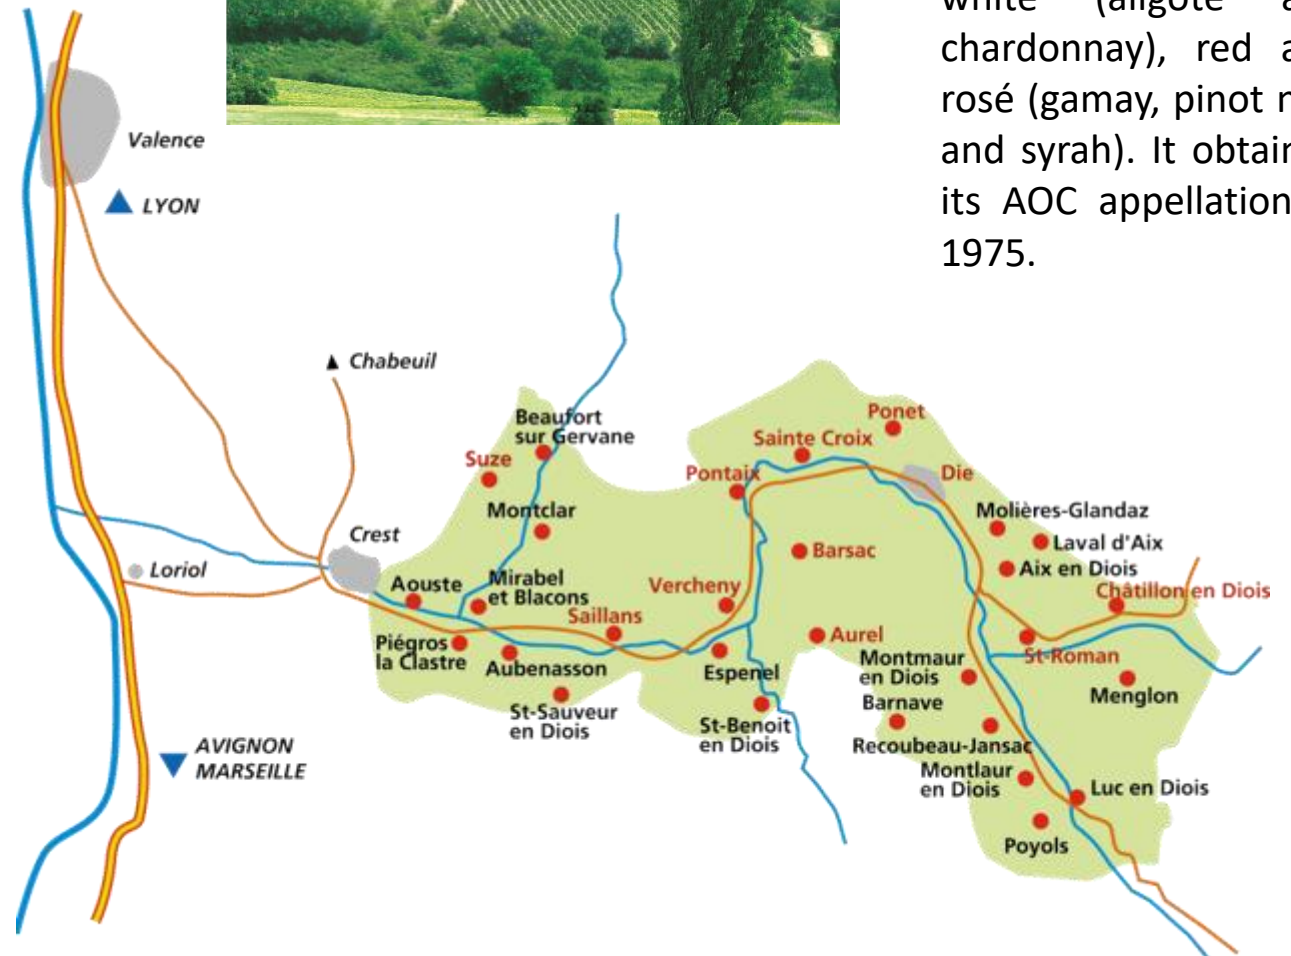 white (aligoté
chardonnay), red
rosé (gamay, pinot
and syrah). It
its AOC appellation
1975.
Valence
LYON
Chabeuil
Beaufort
sur Gervane
Suze
Montclar
Crest
Loriol
Aouste
Mirabel
et Blacons
Saillans
Piégros
la Clastre
Aubenasson
St-Sauveur
en Diois
Vercheny
Espenel
St-Benoit
en Diois
Pontaix
Sainte Croix
Ponet
Die
Barsac
Aurel
Molières-Glandaz
Laval d'Aix
Aix en Diois
Châtillon en Diois
St-Roman
Menglon
Montmaur
en Diois
Barnave
Recoubeau-Jansac
Montlaur
en Diois
Luc en Diois
Poyols
AVIGNON
MARSEILLE